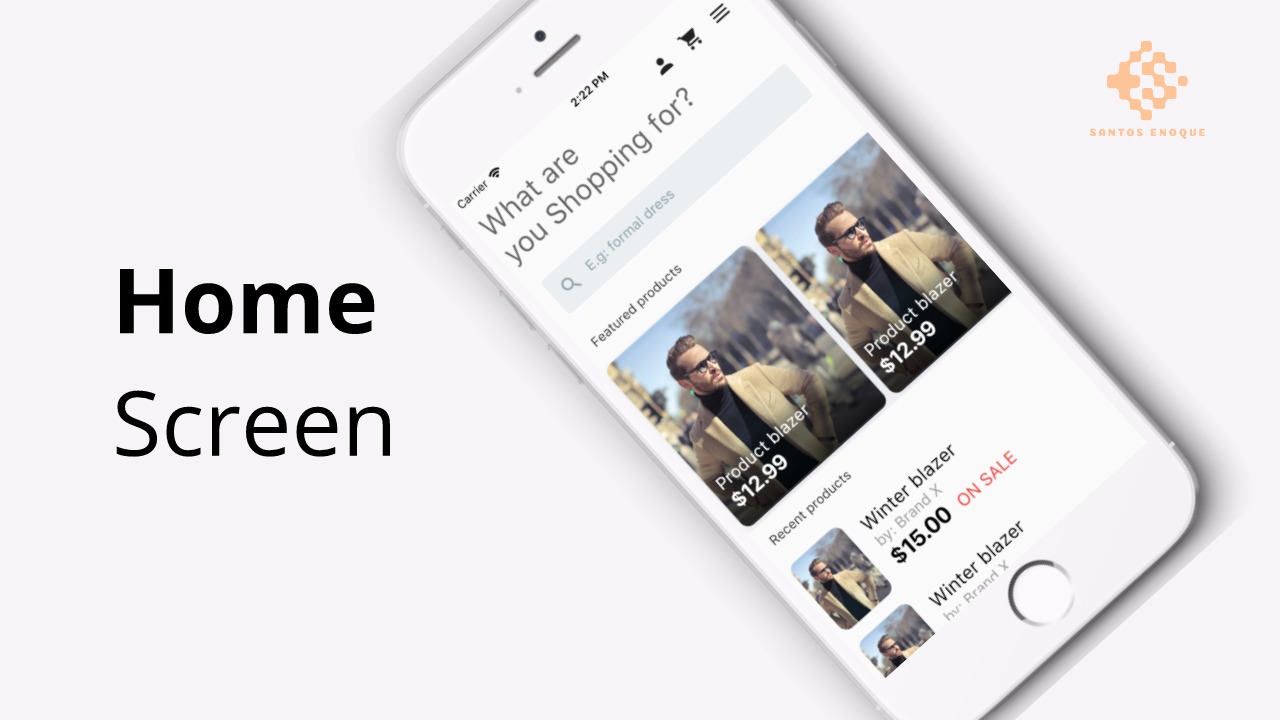 Home
Screen
SANTOS ENOQUE
Carrier
2:22 PM
What are
you Shopping for?
E.g: formal dress
Featured products
Product blazer
$12.99
Product blazer
$12.99
Recent products
Winter blazer
by: Brand X
$15.00 ON SALE
Winter blazer
by: Brand X